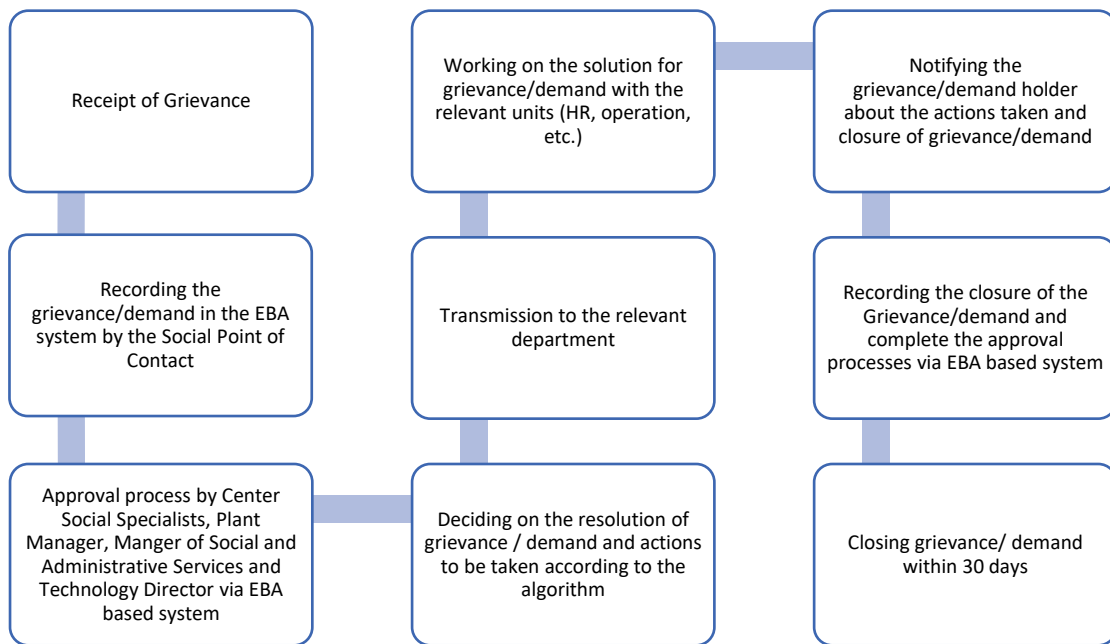 Receipt of Grievance
Recording the
grievance/demand in the EBA
system by the Social Point of
Contact
Approval process by Center
Social Specialists, Plant
Manager, Manger of Social and
Administrative Services and
Technology Director via EBA
based system
Deciding on the resolution of
grievance / demand and actions
to be taken according to the
algorithm
Transmission to the relevant
department
Working on the solution for
grievance/demand with the
relevant units (HR, operation,
etc.)
Notifying the
grievance/demand holder
about the actions taken and
closure of grievance/demand
Recording the closure of the
Grievance/demand and
complete the approval
processes via EBA based system
Closing grievance/ demand
within 30 days